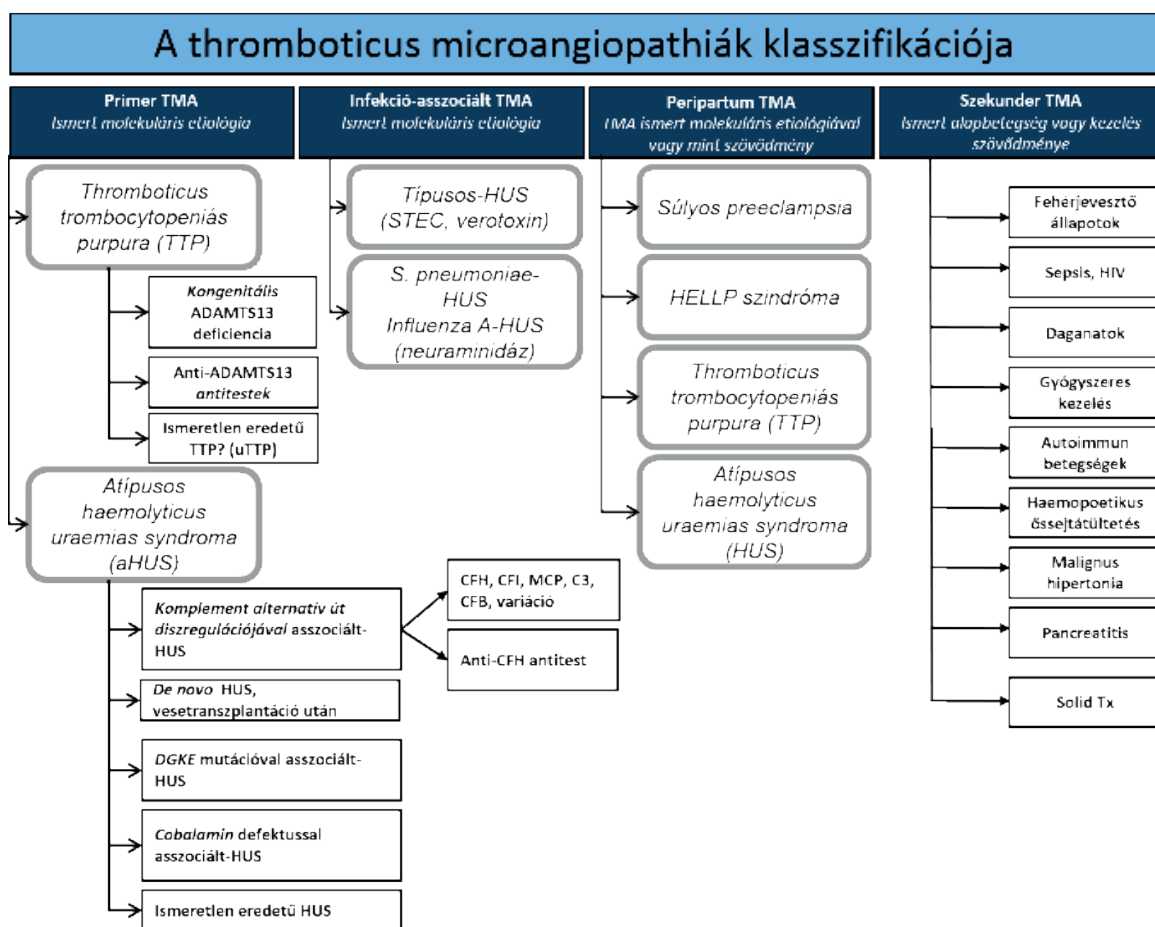 A thromboticus microangiopathiák klasszifikációja
Primer TMA
Ismert molekuláris etiológia
Thromboticus
trombocytopeniás
purpura (TTP)
Kongenitális
ADAMTS13
deficiencia
Anti-ADAMTS13
antitestek
Ismeretlen eredetű
TTP? (uTTP)
Atípusos
haemolyticus
uraemias syndroma
(aHUS)
Komplement alternatív út
diszregulációjával asszociált-
HUS
CFH, CFI, MCP, C3,
CFB, variáció
Anti-CFH antitest
De novo HUS,
vesetranszplantáció után
DGKE mutációval asszociált-
HUS
Cobalamin defektussal
asszociált-HUS
Ismeretlen eredetű HUS
Infekció-asszociált TMA
Ismert molekuláris etiológia
Típusos-HUS
(STEC, verotoxin)
S. pneumoniae-
HUS
Influenza A-HUS
(neuraminidáz)
Peripartum TMA
TMA ismert molekuláris etiológiával
vagy mint szövődmény
Súlyos preeclampsia
HELLP szindróma
Thromboticus
trombocytopeniás
purpura (TTP)
Atípusos
haemolyticus
uraemias syndroma
(HUS)
Szekunder TMA
Ismert alapbetegség vagy kezelés
szövődménye
Fehérjevesztő
állapotok
Sepsis, HIV
Daganatok
Gyógyszeres
kezelés
Autoimmun
betegségek
Haemopoetikus
őssejtátültetés
Malignus
hipertonia
Pancreatitis
Solid Tx